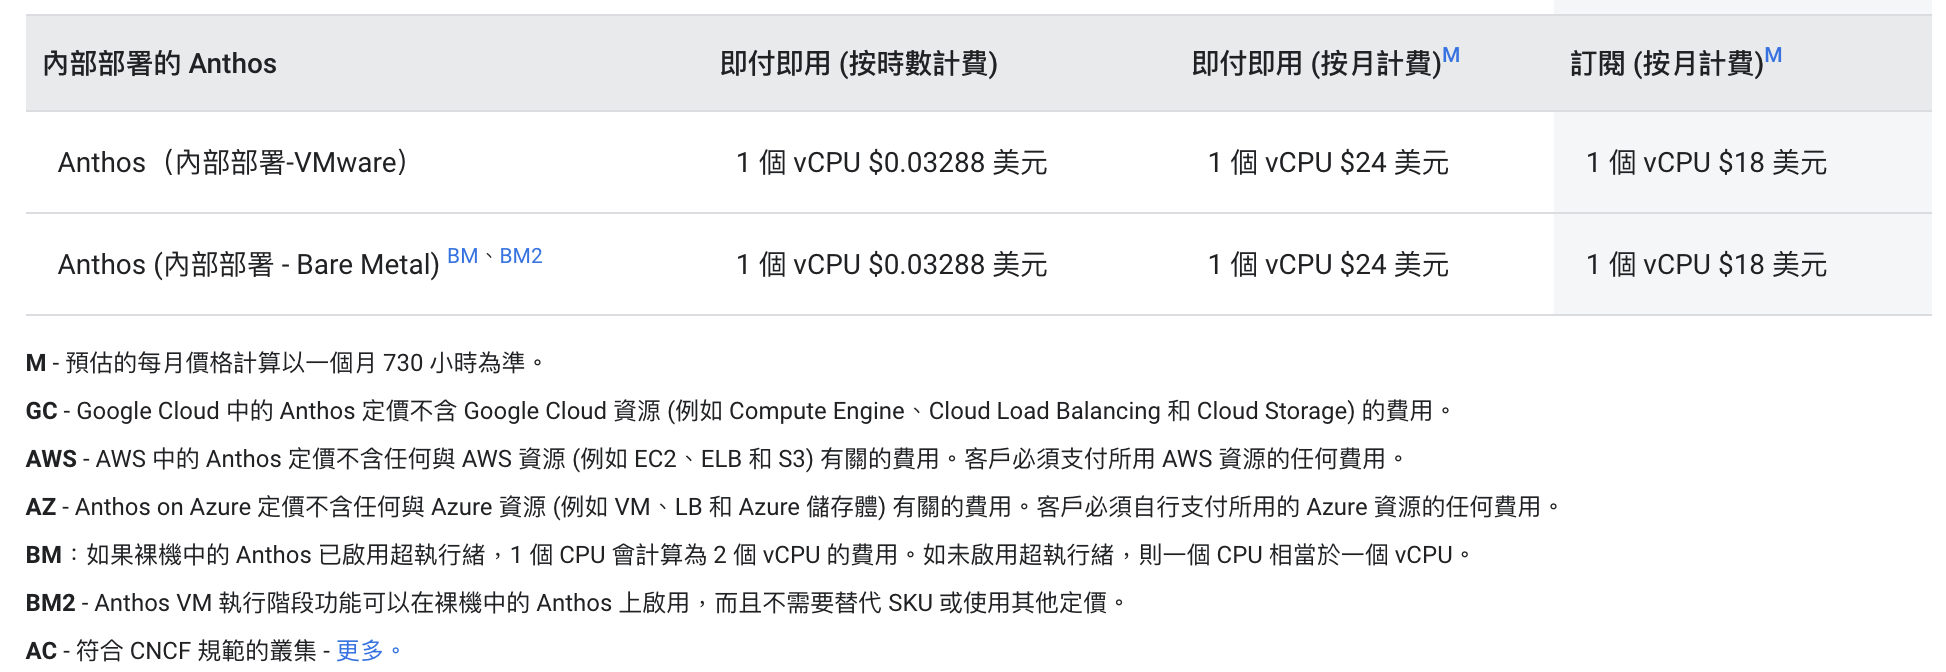 內部部署的 Anthos 即付即用 (按時數計費) 即付即用 (按月計費)M 訂閱 (按月計費)M
Anthos（內部部署-VMware） 1 個 vCPU $0.03288 美元 1 個 vCPU $24 美元 1 個 vCPU $18 美元
Anthos (內部部署 - Bare Metal) BM、BM2 1 個 vCPU $0.03288 美元 1 個 vCPU $24 美元 1 個 vCPU $18 美元
M - 預估的每月價格計算以一個月 730 小時為準。
GC - Google Cloud 中的 Anthos 定價不含 Google Cloud 資源 (例如 Compute Engine、Cloud Load Balancing 和 Cloud Storage) 的費用。
AWS - AWS 中的 Anthos 定價不含任何與 AWS 資源 (例如 EC2、ELB 和 S3) 有關的費用。客戶必須支付所用 AWS 資源的任何費用。
AZ - Anthos on Azure 定價不含任何與 Azure 資源 (例如 VM、LB 和 Azure 儲存體) 有關的費用。客戶必須自行支付所用的 Azure 資源的任何費用。
BM：如果裸機中的 Anthos 已啟用超執行緒，1 個 CPU 會計算為 2 個 vCPU 的費用。如未啟用超執行緒，則一個 CPU 相當於一個 vCPU。
BM2 - Anthos VM 執行階段功能可以在裸機中的 Anthos 上啟用，而且不需要替代 SKU 或使用其他定價。
AC - 符合 CNCF 規範的叢集 - 更多。